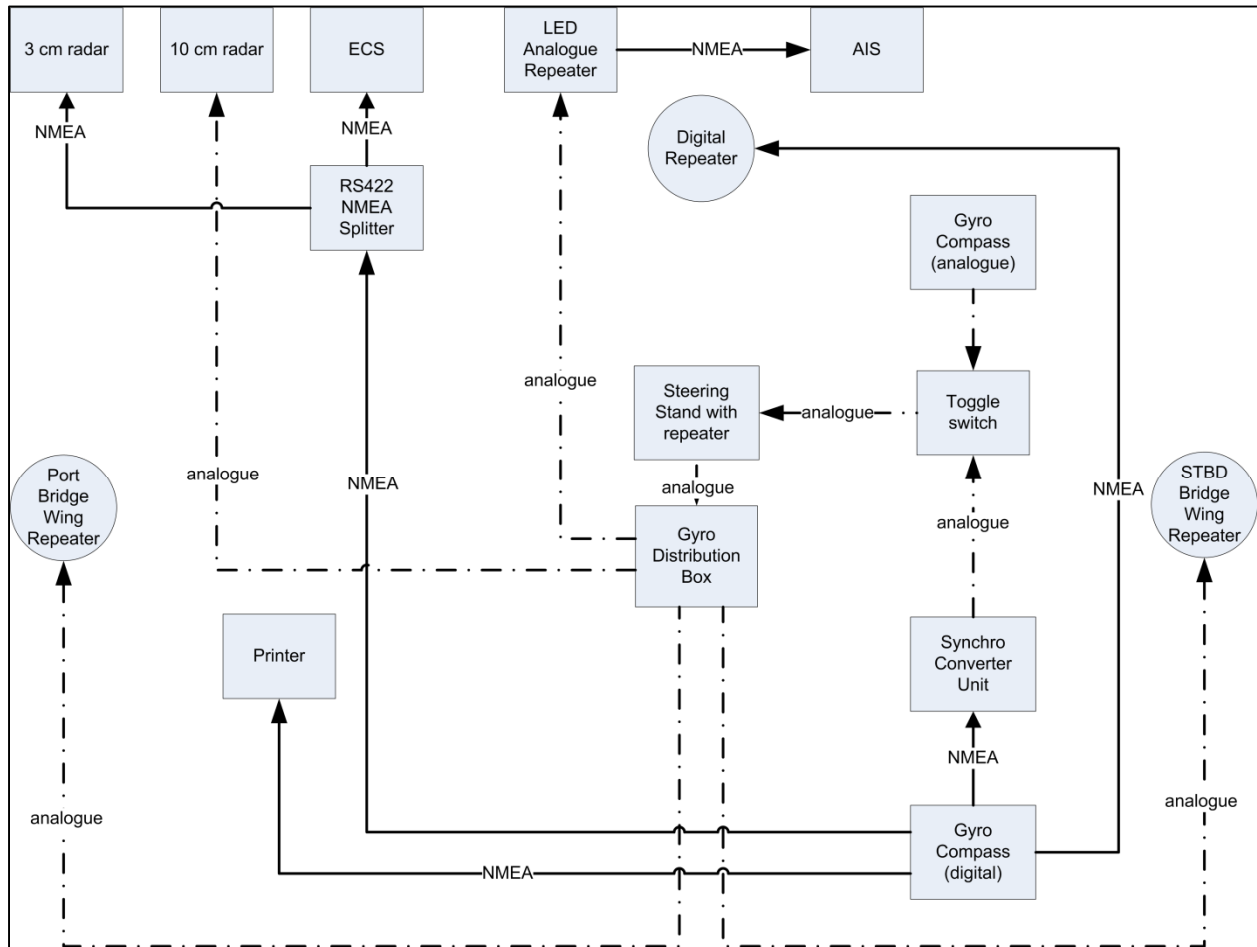 3 cm radar
10 cm radar
ECS
LED
Analogue
Repeater
NMEA
AIS
NMEA
NMEA
Digital
Repeater
RS422
NMEA
Splitter
Gyro
Compass
(analogue)
analogue
Steering
Stand with
repeater
analogue
Toggle
switch
Port
Bridge
Wing
Repeater
analogue
NMEA
analogue
NMEA
STBD
Bridge
Wing
Repeater
Gyro
Distribution
Box
analogue
Printer
Synchro
Converter
Unit
NMEA
analogue
analogue
Gyro
Compass
(digital)
NMEA